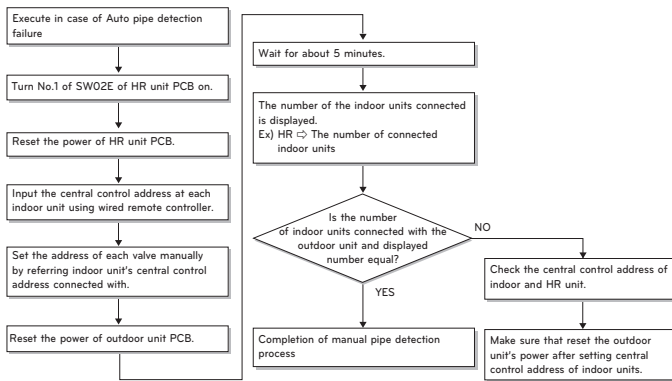 Execute in case of Auto pipe detection
failure
Turn No.1 of SW02E of HR unit PCB on.
Reset the power of HR unit PCB.
Input the central control address at each
indoor unit using wired remote controller.
Set the address of each valve manually
by referring indoor unit's central control
address connected with.
Reset the power of outdoor unit PCB.
Wait for about 5 minutes.
The number of the indoor units connected
is displayed.
Ex) HR ⇨ The number of connected
indoor units
Is the number
of indoor units connected with the
outdoor unit and displayed
number equal?
NO
YES
Completion of manual pipe detection
process
Check the central control address of
indoor and HR unit.
Make sure that reset the outdoor
unit's power after setting central
control address of indoor units.